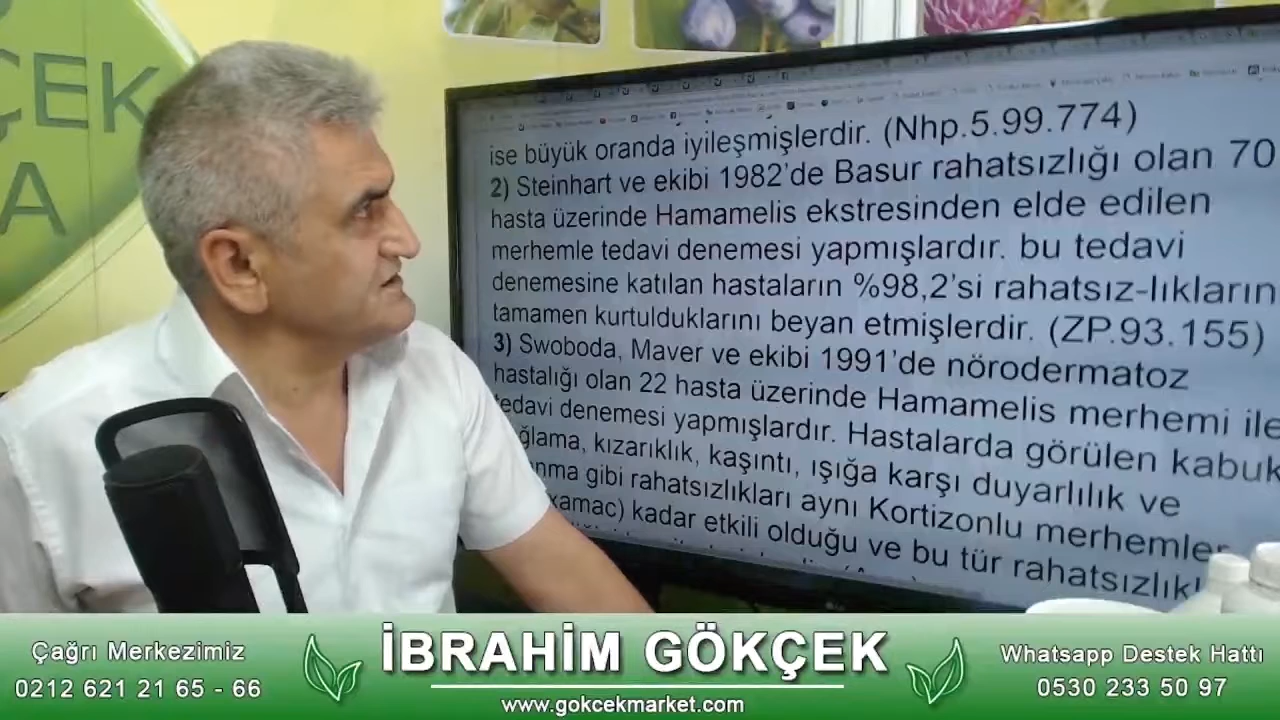 ÇEK
A
ise büyük oranda iyileşmişlerdir. (Nhp.5.99.774)
2) Steinhart ve ekibi 1982'de Basur rahatsızlığı olan 70
hasta üzerinde Hamamelis ekstresinden elde edilen
merhemle tedavi denemesi yapmışlardır. bu tedavi
denemesine katılan hastaların %98,2'si rahatsız-lıkların
tamamen kurtulduklarını beyan etmişlerdir. (ZP.93.155)
3) Swoboda, Maver ve ekibi 1991'de nörodermatoz
hastalığı olan 22 hasta üzerinde Hamamelis merhemi ile
tedavi denemesi yapmışlardır. Hastalarda görülen kabuk
ğlama, kızarıklık, kaşıntı, ışığa karşı duyarlılık ve
nma gibi rahatsızlıkları aynı Kortizonlu merhemler
xamac) kadar etkili olduğu ve bu tür rahatsızlıkl
Çağrı Merkezimiz
0212 621 21 65 - 66
İBRAHİM GÖKÇEK
www.gokcekmarket.com
Whatsapp Destek Hattı
0530 233 50 97